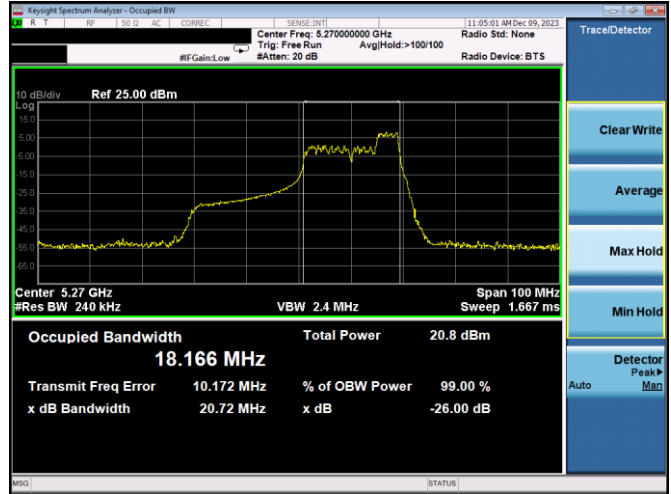 Keysight Spectrum Analyzer - Occupied BW
R T RF 50 Ω AC CORREC SENSE:INT 11:05:01 AM Dec 09, 2023
Center Freq: 5.270000000 GHz Radio Std: None
Trig: Free Run Avg|Hold:>100/100
#IFGain:Low #Atten: 20 dB Radio Device: BTS
10 dB/div Ref 25.00 dBm
Log
15.0
5.00
-5.00
-15.0
-25.0
-35.0
-45.0
-55.0
-65.0
Center 5.27 GHz Span 100 MHz
#Res BW 240 kHz VBW 2.4 MHz Sweep 1.667 ms
Occupied Bandwidth Total Power 20.8 dBm
18.166 MHz
Transmit Freq Error 10.172 MHz % of OBW Power 99.00 %
x dB Bandwidth 20.72 MHz x dB -26.00 dB
MSG STATUS
Trace/Detector
Clear Write
Average
Max Hold
Min Hold
Detector
Peak▶
Auto Man